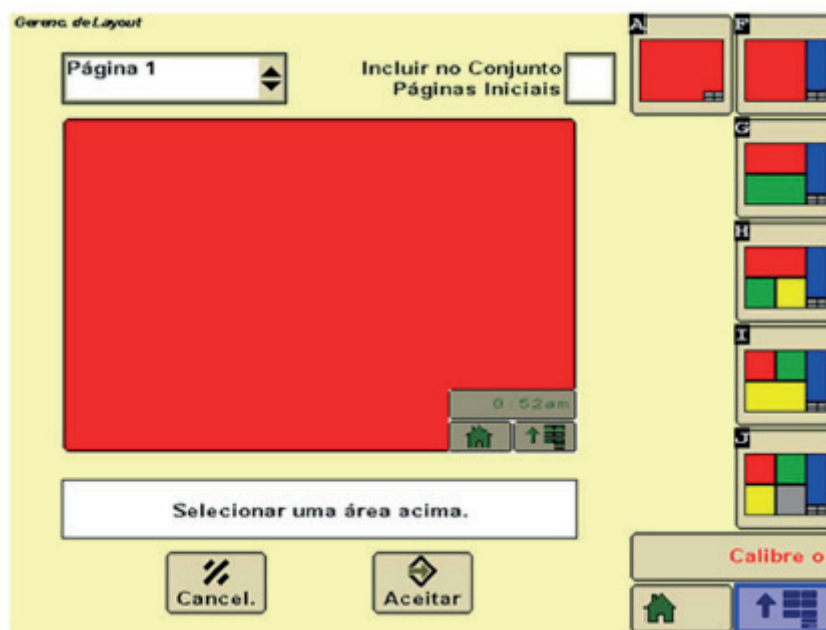 Gerenc. de Layout
Página 1
Incluir no Conjunto
Páginas Iniciais
A
F
G
H
I
J
0:52am
Selecionar uma área acima.
Cancel.
Aceitar
Calibre o